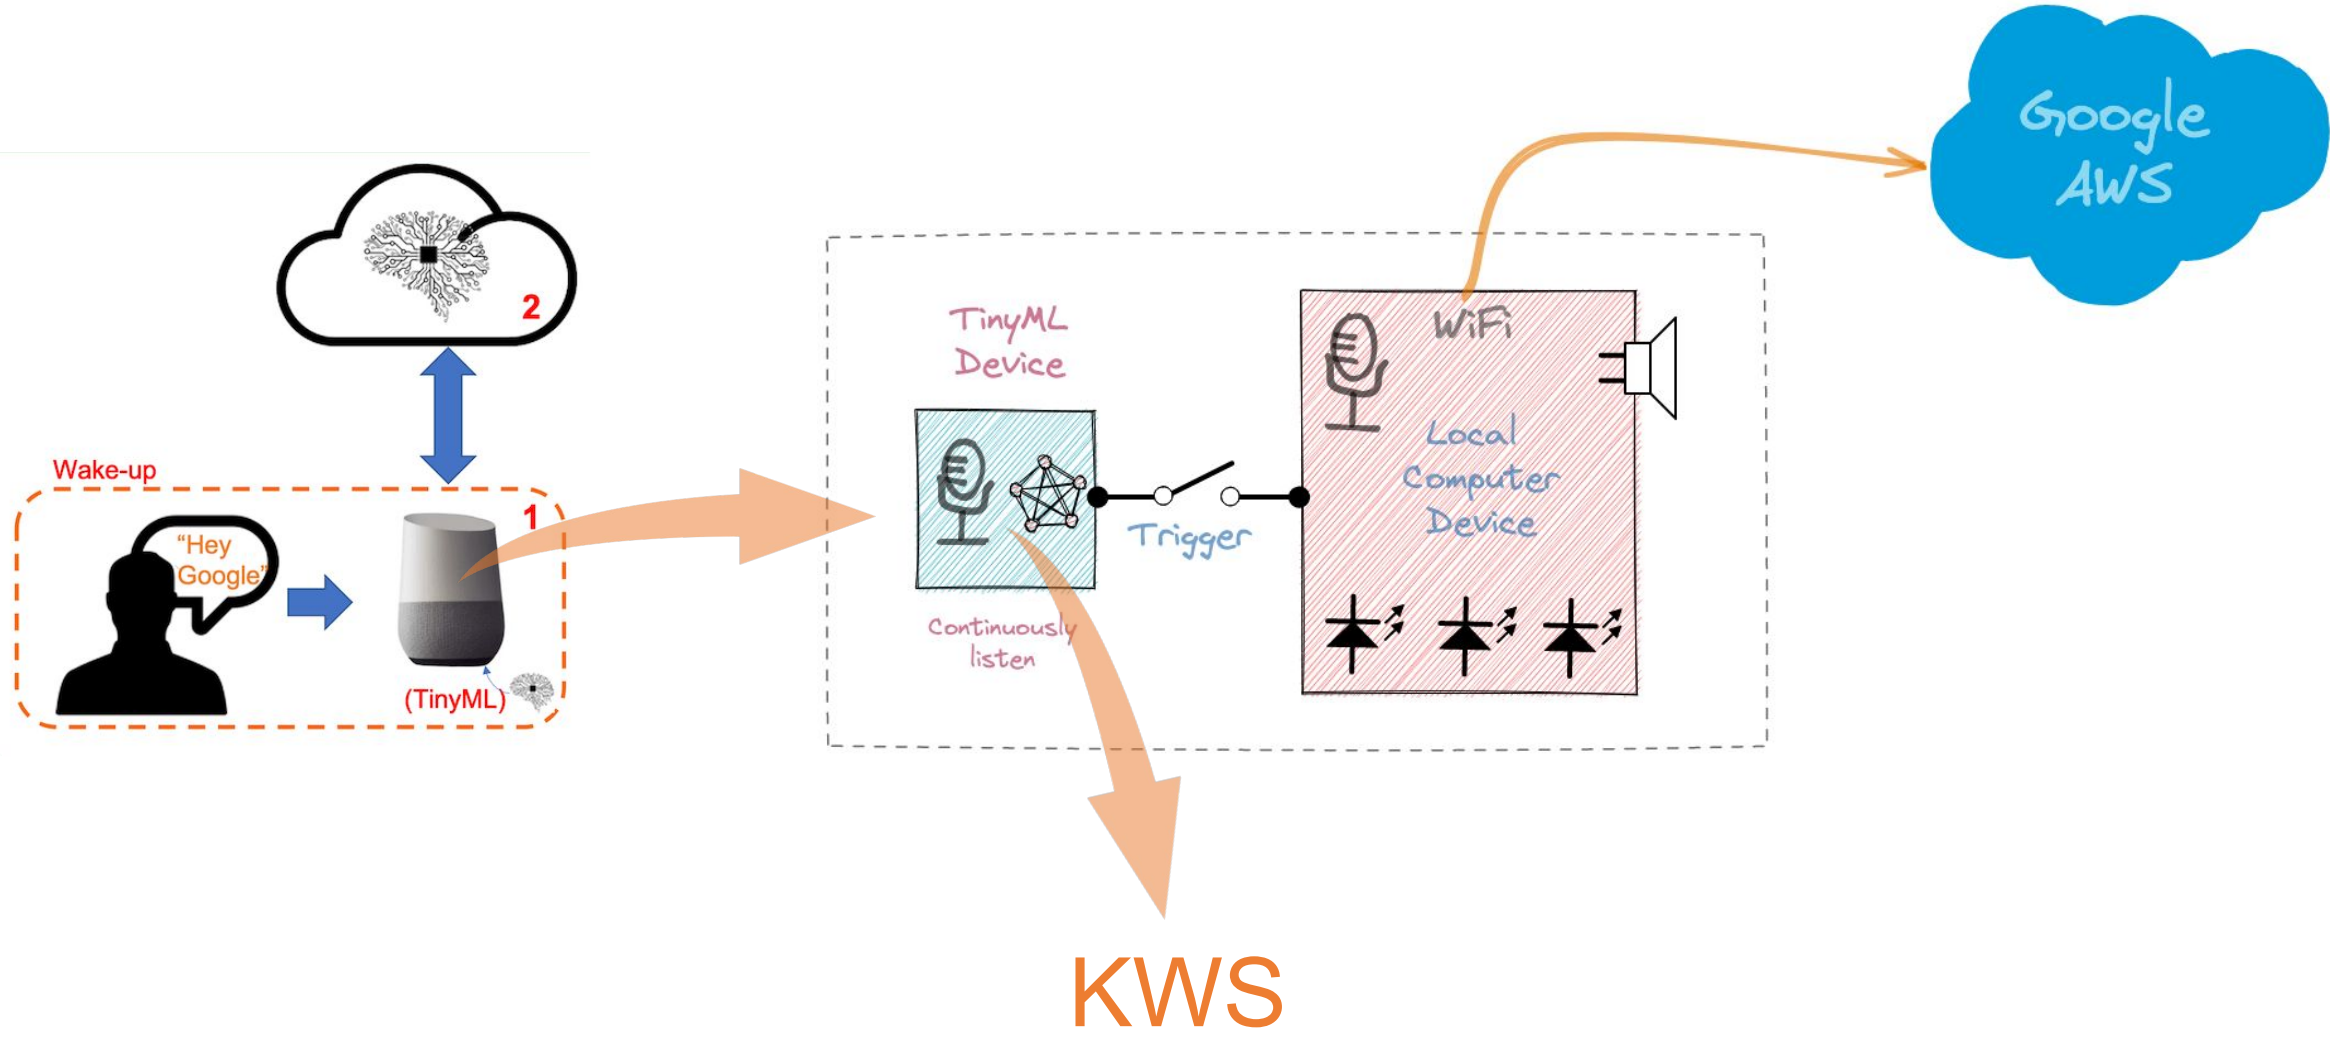 2
Wake-up
1
“Hey
Google”
(TinyML)
TinyML
Device
Continuously
listen
Trigger
WiFi
Local
Computer
Device
Google
AWS
KWS